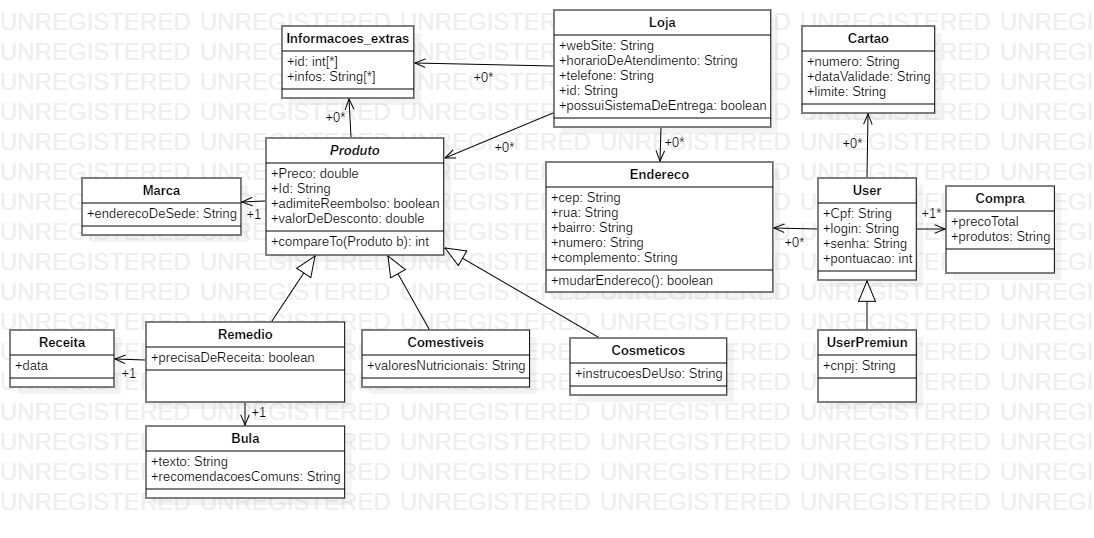 Informacoes_extras
+id: int[*]
+infos: String[*]
Loja
+webSite: String
+horarioDeAtendimento: String
+telefone: String
+id: String
+possuiSistemaDeEntrega: boolean
Cartao
+numero: String
+dataValidade: String
+limite: String
+0*
+0*
+0*
+0*
+0*
Produto
+Preco: double
+Id: String
+adimiteReembolso: boolean
+valorDeDesconto: double
+compareTo(Produto b): int
Marca
+enderecoDeSede: String
+1
Endereco
+cep: String
+rua: String
+bairro: String
+numero: String
+complemento: String
+mudarEndereco(): boolean
+0*
User
+Cpf: String
+login: String
+senha: String
+pontuacao: int
+1*
Compra
+precoTotal
+produtos: String
Receita
+data
+1
Remedio
+precisaDeReceita: boolean
Comestiveis
+valoresNutricionais: String
Cosmeticos
+instrucoesDeUso: String
UserPremiun
+cnpj: String
+1
Bula
+texto: String
+recomendacoesComuns: String
UNREGISTERED